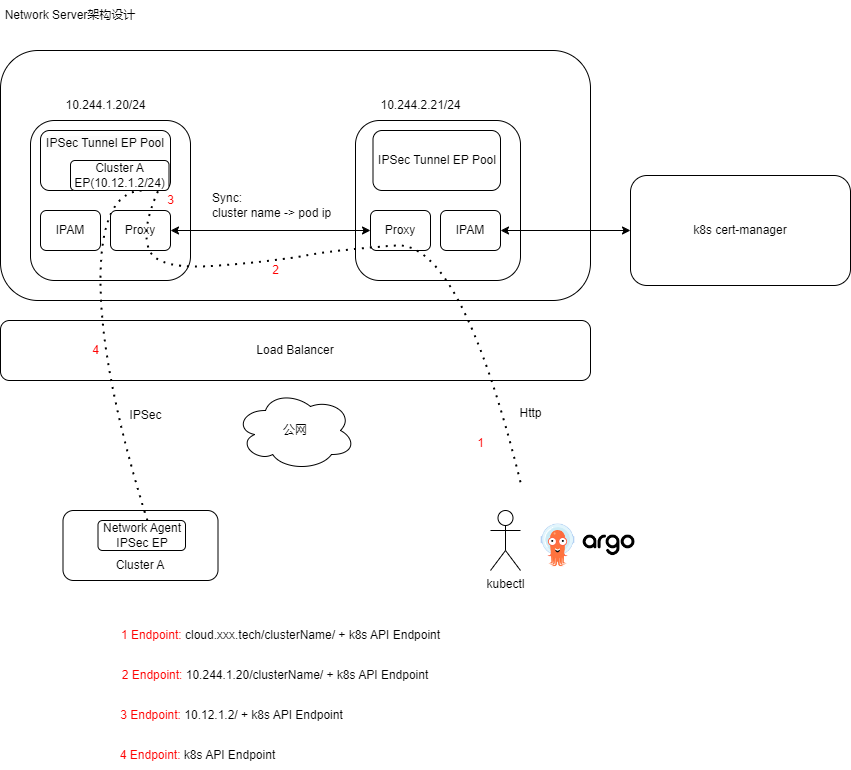 Network Server架构设计
10.244.1.20/24
10.244.2.21/24
IPSec Tunnel EP Pool
Cluster A
EP(10.12.1.2/24)
IPSec Tunnel EP Pool
3
Sync:
cluster name -> pod ip
IPAM
Proxy
Proxy
IPAM
k8s cert-manager
2
4
Load Balancer
IPSec
公网
Http
1
Network Agent
IPSec EP
Cluster A
argo
kubectl
1 Endpoint: cloud.xxx.tech/clusterName/ + k8s API Endpoint
2 Endpoint: 10.244.1.20/clusterName/ + k8s API Endpoint
3 Endpoint: 10.12.1.2/ + k8s API Endpoint
4 Endpoint: k8s API Endpoint